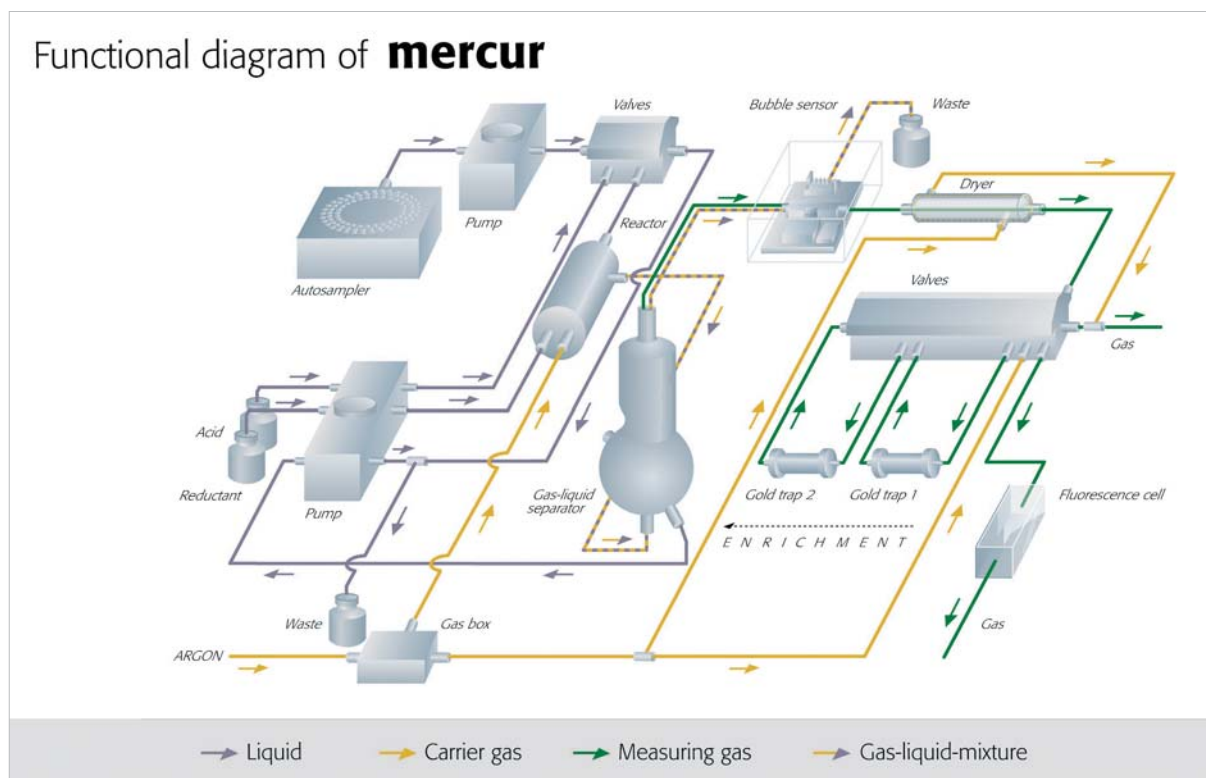 Functional diagram of mercur
Valves
Bubble sensor
Waste
Pump
Reactor
Dryer
Autosampler
Valves
Gas
Acid
Reductant
Pump
Gas-liquid
separator
Gold trap 2
Gold trap 1
Fluorescence cell
ENRICHMENT
Waste
Gas box
Gas
ARGON
Liquid
Carrier gas
Measuring gas
Gas-liquid-mixture